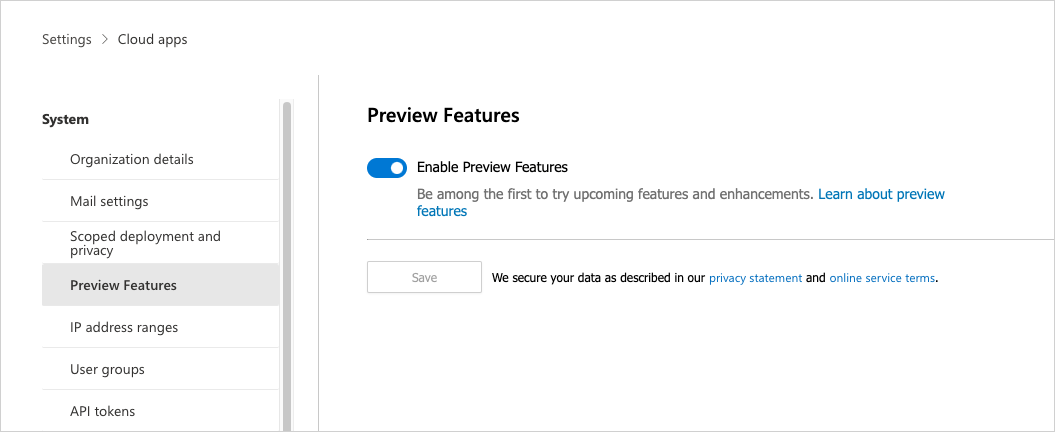 Settings > Cloud apps
System
Organization details
Mail settings
Scoped deployment and
privacy
Preview Features
IP address ranges
User groups
API tokens
Preview Features
Enable Preview Features
Be among the first to try upcoming features and enhancements. Learn about preview
features
Save
We secure your data as described in our privacy statement and online service terms.